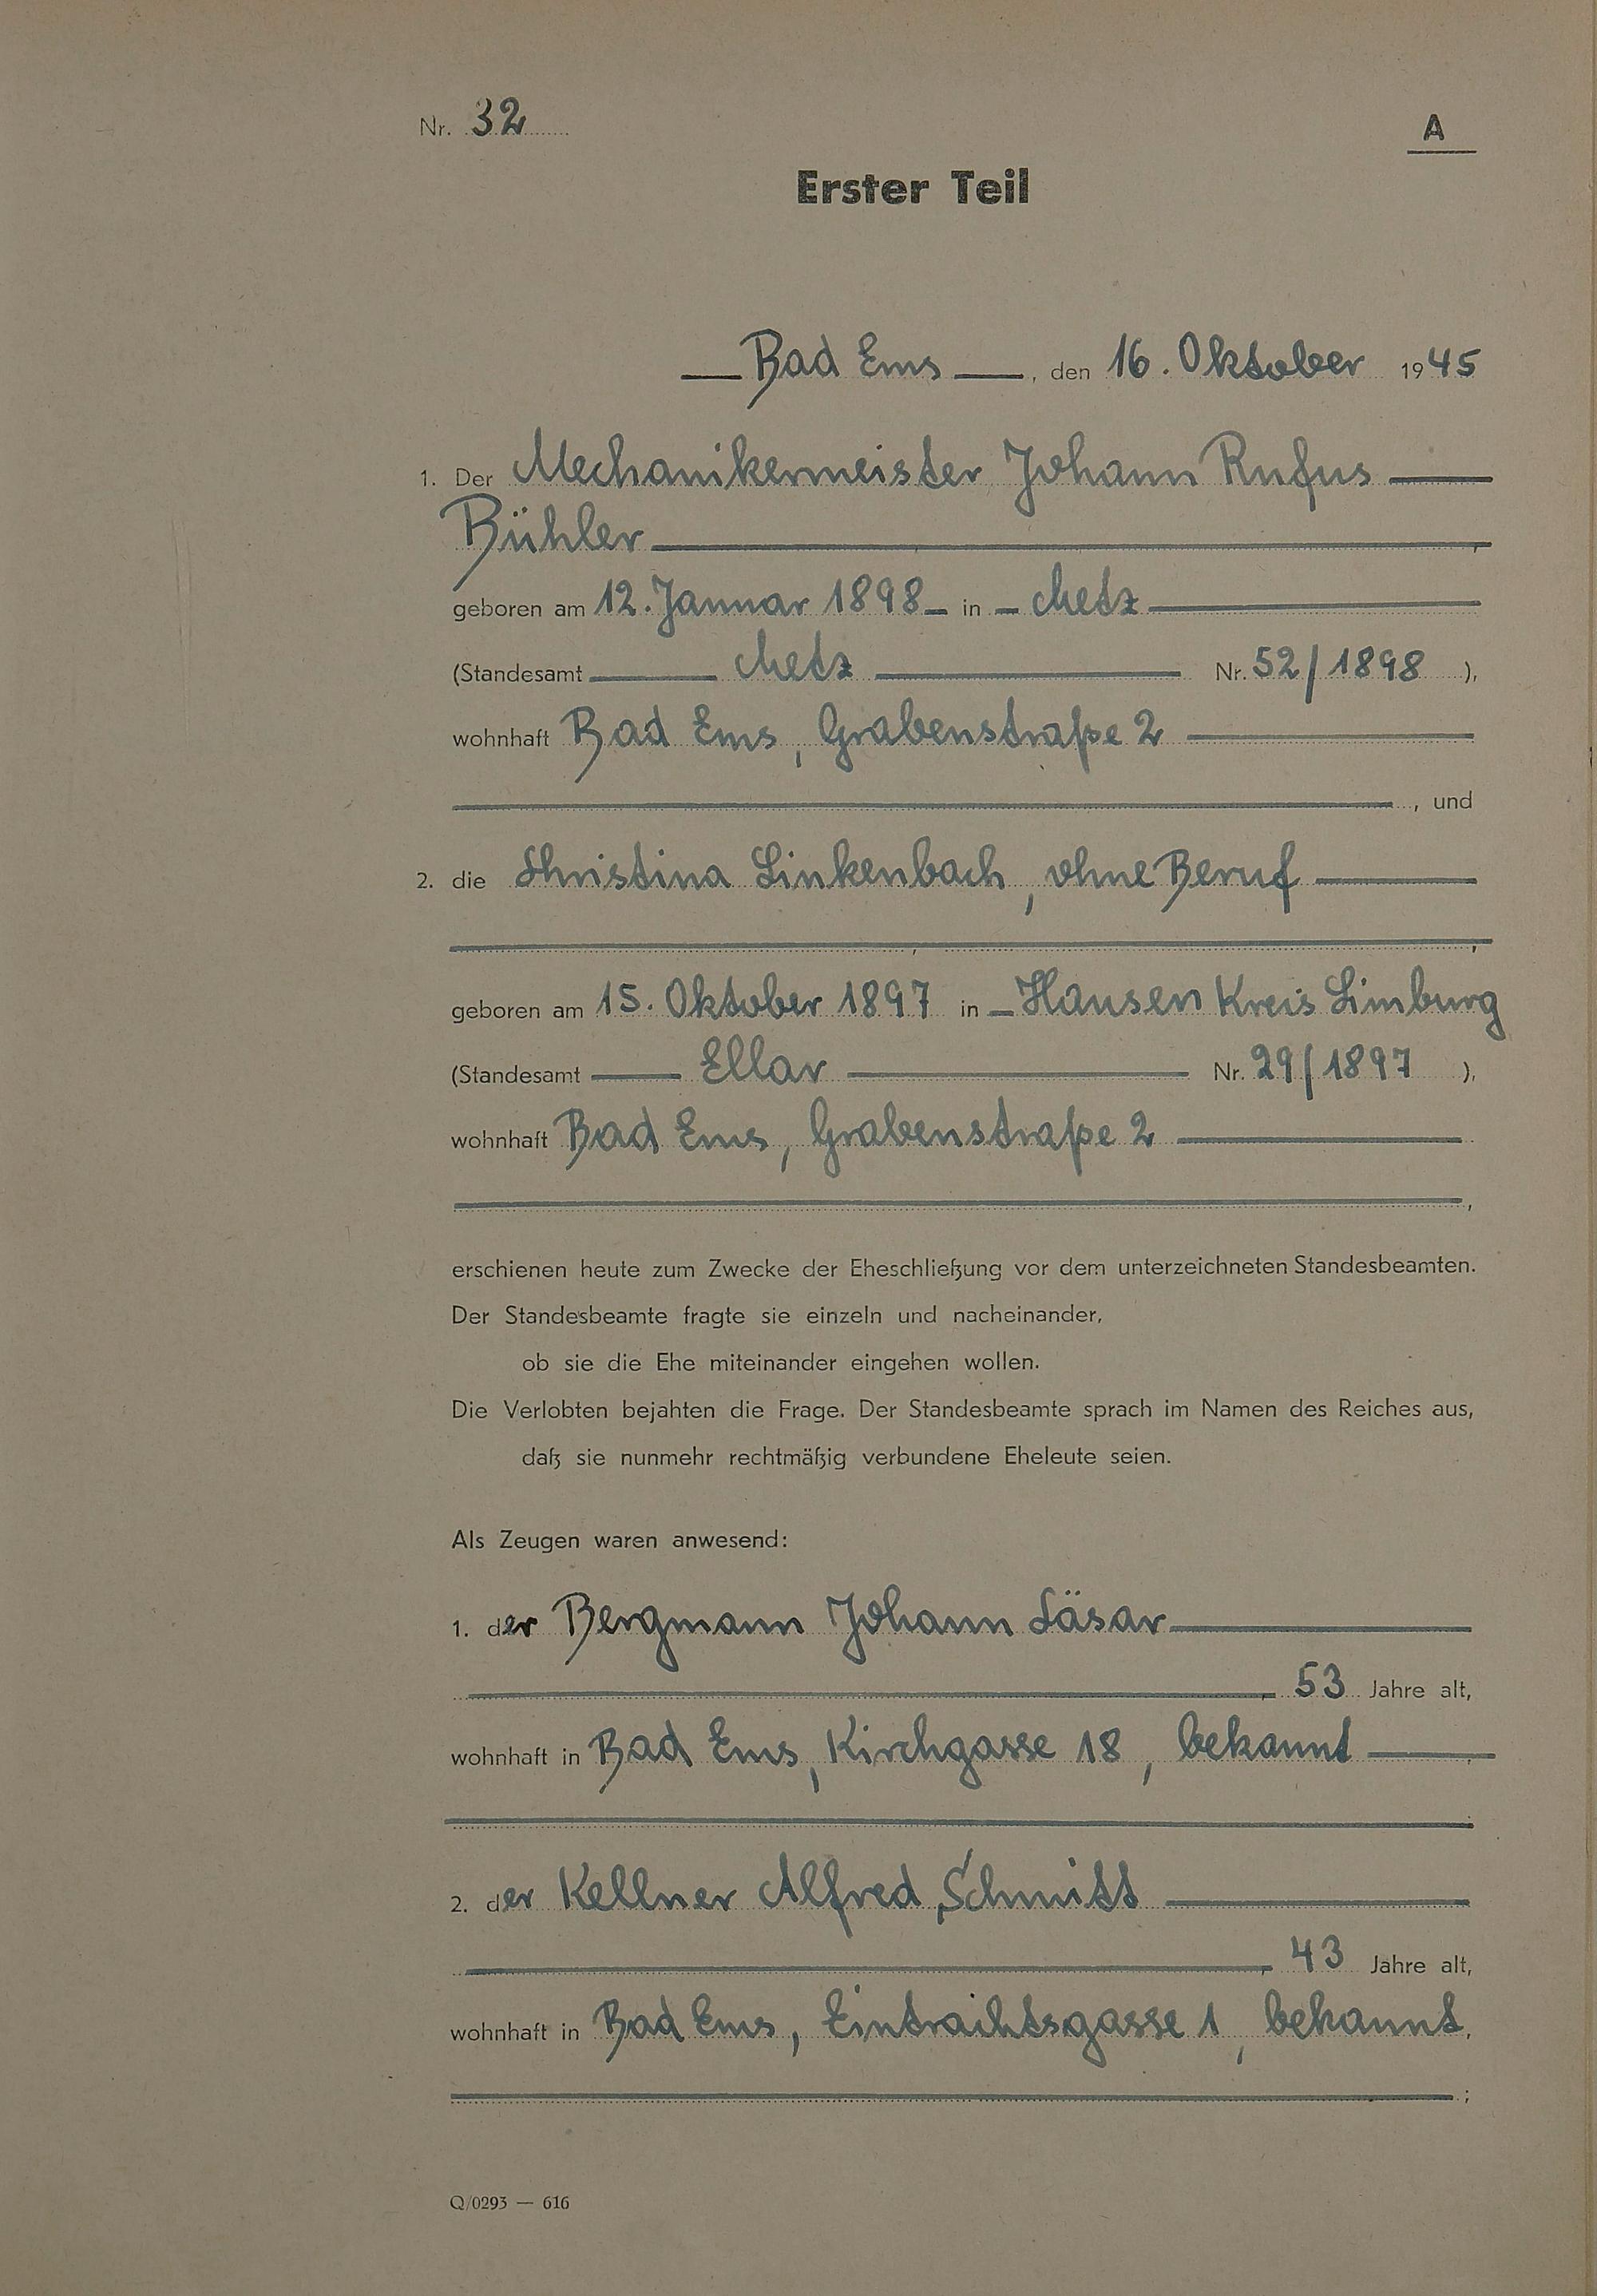 Nr. 32
A
Erster Teil
Bad Ems, den 16. Oktober 1945
1. Der Mechanikermeister Johann Rufus
Bühler,
geboren am 12. Januar 1898 in Metz
(Standesamt Metz Nr. 52/1898),
wohnhaft Bad Ems, Grabenstraße 2
, und
2. die Christina Linkenbach, ohne Beruf
,
geboren am 15. Oktober 1897 in Hausen Kreis Limburg
(Standesamt Ellar Nr. 29/1897),
wohnhaft Bad Ems, Grabenstraße 2
,
erschienen heute zum Zwecke der Eheschließung vor dem unterzeichneten Standesbeamten.
Der Standesbeamte fragte sie einzeln und nacheinander,
ob sie die Ehe miteinander eingehen wollen.
Die Verlobten bejahten die Frage. Der Standesbeamte sprach im Namen des Reiches aus,
daß sie nunmehr rechtmäßig verbundene Eheleute seien.
Als Zeugen waren anwesend:
1. der Bergmann Johann Cäsar
, 53 Jahre alt,
wohnhaft in Bad Ems, Kirchgasse 18, bekannt
;
2. der Kellner Alfred Schmitt
, 43 Jahre alt,
wohnhaft in Bad Ems, Eintrachtsgasse 1, bekannt,
;
Q/0293 — 616